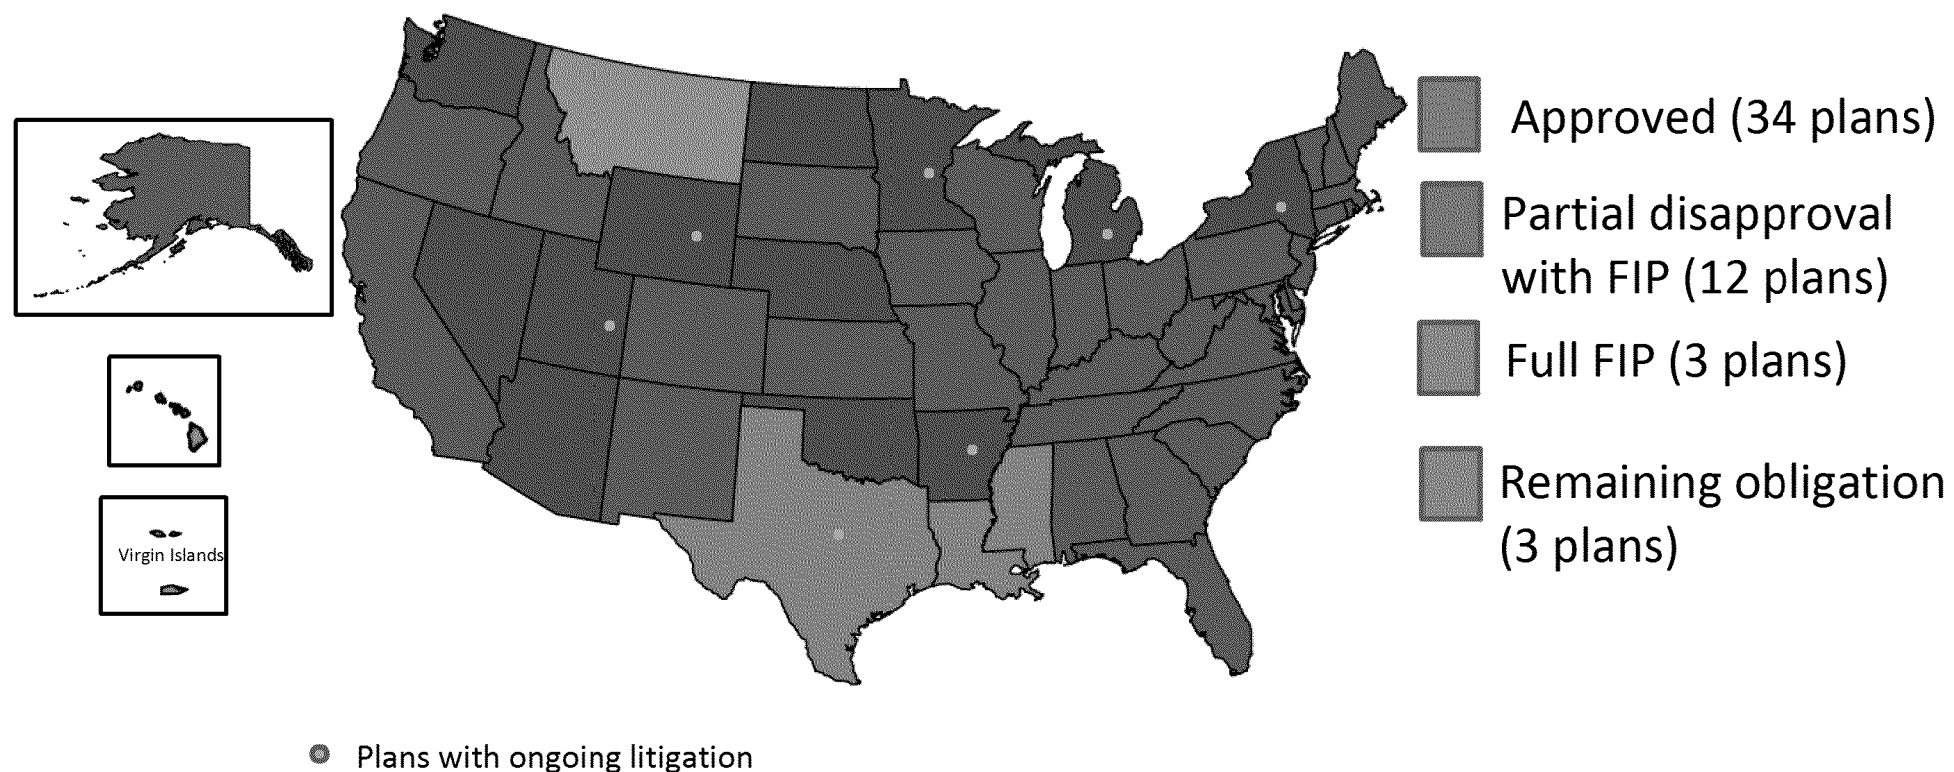 Approved (34 plans)
Partial disapproval
with FIP (12 plans)
Full FIP (3 plans)
Remaining obligation
(3 plans)
Virgin Islands
Plans with ongoing litigation